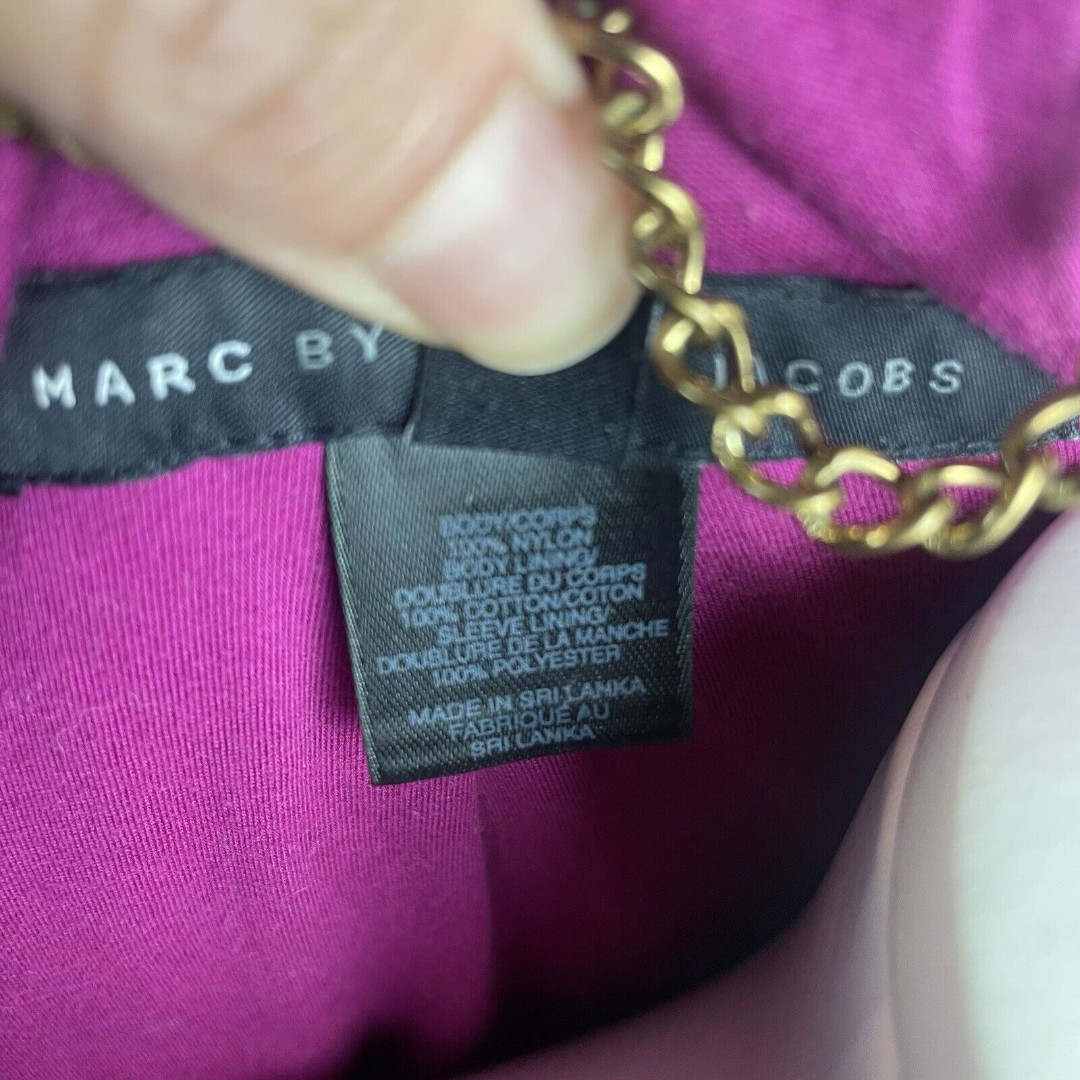 MARC BY JACOBS
BODY/CORPS
100% NYLON
BODY LINING/
DOUBLURE DU CORPS
100% COTTON/COTON
SLEEVE LINING/
DOUBLURE DE LA MANCHE
100% POLYESTER
MADE IN SRI LANKA
FABRIQUE AU
SRI LANKA